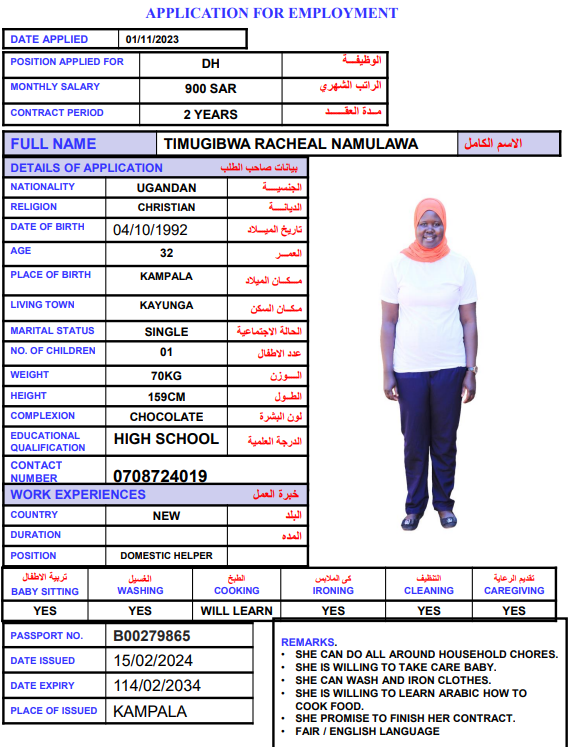 APPLICATION FOR EMPLOYMENT
DATE APPLIED 01/11/2023
POSITION APPLIED FOR DH الوظيفـــة
MONTHLY SALARY 900 SAR الراتب الشهري
CONTRACT PERIOD 2 YEARS مـدة العقـــد
FULL NAME TIMUGIBWA RACHEAL NAMULAWA الاسم الكامل
DETAILS OF APPLICATION بيانات صاحب الطلب
NATIONALITY UGANDAN الجنسيـــة
RELIGION CHRISTIAN الديانـــة
DATE OF BIRTH 04/10/1992 تاريخ الميـــلاد
AGE 32 العمـــر
PLACE OF BIRTH KAMPALA مـكـــان الميلاد
LIVING TOWN KAYUNGA مـكـــان السكن
MARITAL STATUS SINGLE الحالة الاجتماعية
NO. OF CHILDREN 01 عدد الاطفال
WEIGHT 70KG الـــوزن
HEIGHT 159CM الطـــول
COMPLEXION CHOCOLATE لون البشرة
EDUCATIONAL QUALIFICATION HIGH SCHOOL الدرجة العلمية
CONTACT NUMBER 0708724019
WORK EXPERIENCES خبرة العمل
COUNTRY NEW البلد
DURATION المده
POSITION DOMESTIC HELPER
تربية الاطفال الغسيل الطبخ كى الملابس التنظيف تقديم الرعاية
BABY SITTING WASHING COOKING IRONING CLEANING CAREGIVING
YES YES WILL LEARN YES YES YES
PASSPORT NO. B00279865
DATE ISSUED 15/02/2024
DATE EXPIRY 114/02/2034
PLACE OF ISSUED KAMPALA
REMARKS.
• SHE CAN DO ALL AROUND HOUSEHOLD CHORES.
• SHE IS WILLING TO TAKE CARE BABY.
• SHE CAN WASH AND IRON CLOTHES.
• SHE IS WILLING TO LEARN ARABIC HOW TO
COOK FOOD.
• SHE PROMISE TO FINISH HER CONTRACT.
• FAIR / ENGLISH LANGUAGE